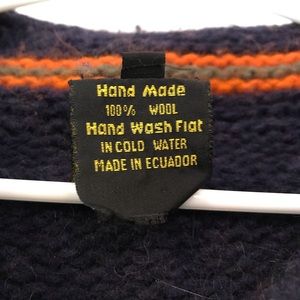 Hand Made
100% WOOL
Hand Wash Flat
IN COLD WATER
MADE IN ECUADOR